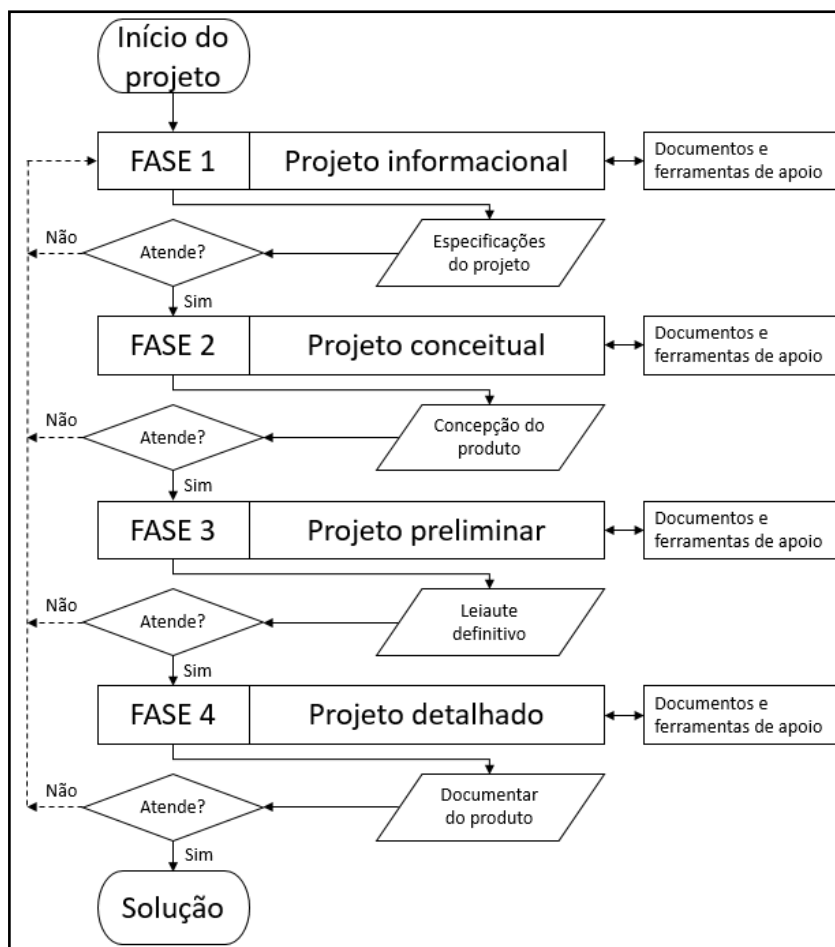 Início do
projeto
FASE 1
Projeto informacional
Documentos e
ferramentas de apoio
Não
Atende?
Especificações
do projeto
Sim
FASE 2
Projeto conceitual
Documentos e
ferramentas de apoio
Não
Atende?
Concepção do
produto
Sim
FASE 3
Projeto preliminar
Documentos e
ferramentas de apoio
Não
Atende?
Leiaute
definitivo
Sim
FASE 4
Projeto detalhado
Documentos e
ferramentas de apoio
Não
Atende?
Documentar
do produto
Sim
Solução